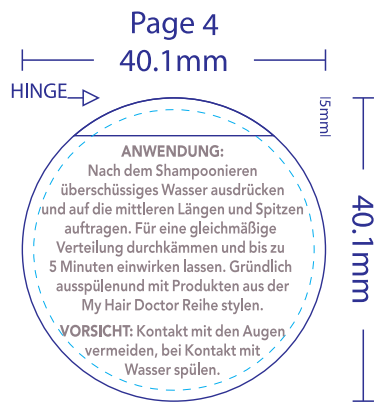 Page 4
40.1mm
HINGE
5mm
ANWENDUNG:
Nach dem Shampoonieren
überschüssiges Wasser ausdrücken
und auf die mittleren Längen und Spitzen
auftragen. Für eine gleichmäßige
Verteilung durchkämmen und bis zu
5 Minuten einwirken lassen. Gründlich
ausspülenund mit Produkten aus der
My Hair Doctor Reihe stylen.
VORSICHT: Kontakt mit den Augen
vermeiden, bei Kontakt mit
Wasser spülen.
40.1mm